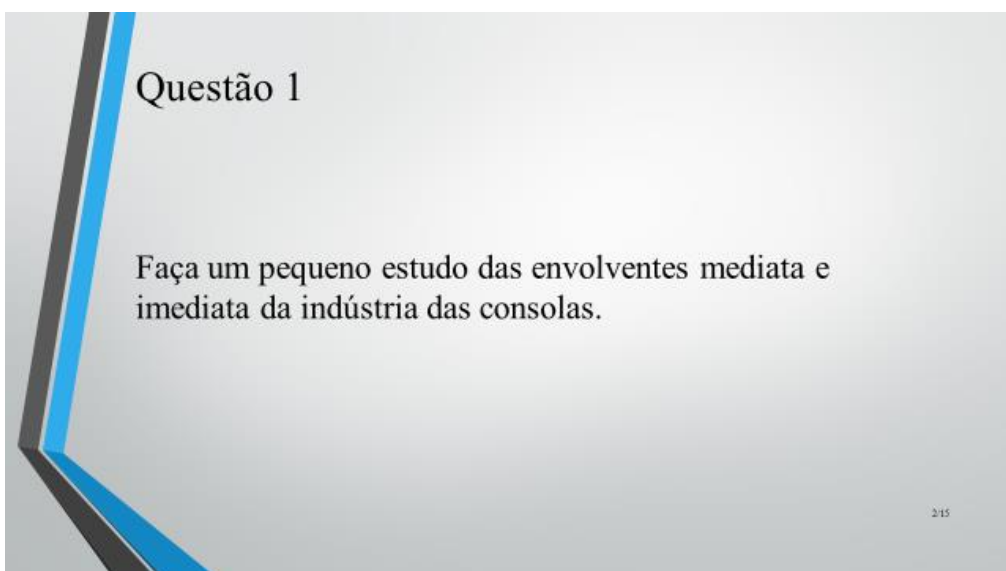 Questão 1
Faça um pequeno estudo das envolventes mediata e
imediata da indústria das consolas.
2/15